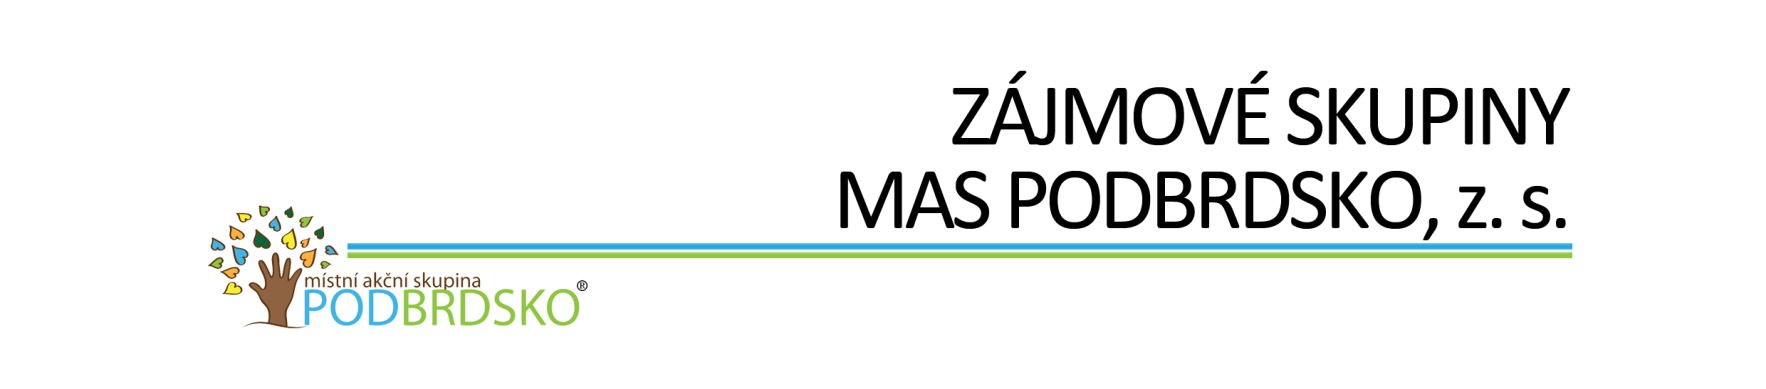 ZÁJMOVÉ SKUPINY
MAS PODBRDSKO, z. s.
místní akční skupina
PODBRDSKO®